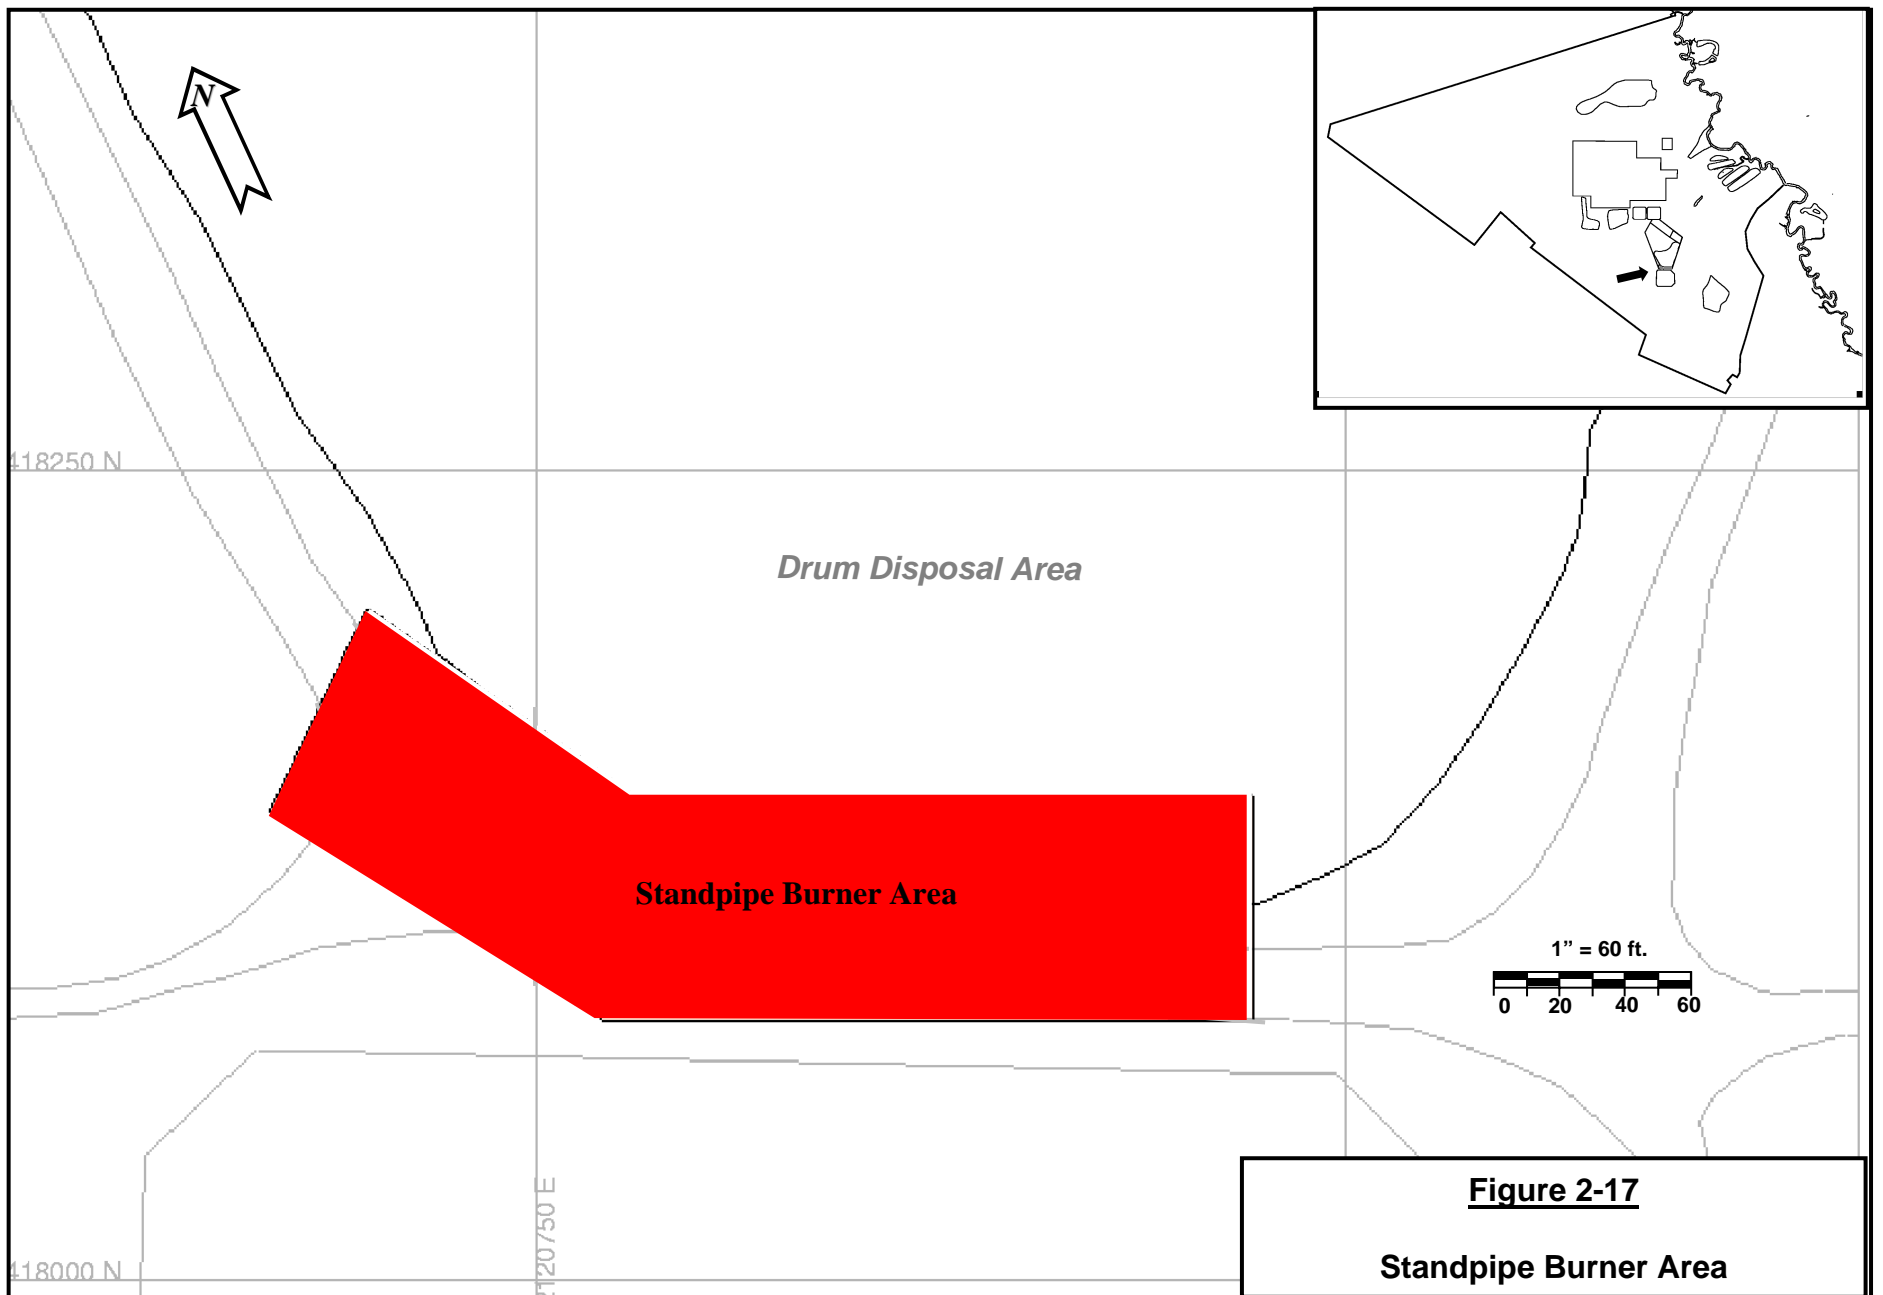 N
418250 N
Drum Disposal Area
Standpipe Burner Area
1” = 60 ft.
0 20 40 60
418000 N
Figure 2-17
Standpipe Burner Area